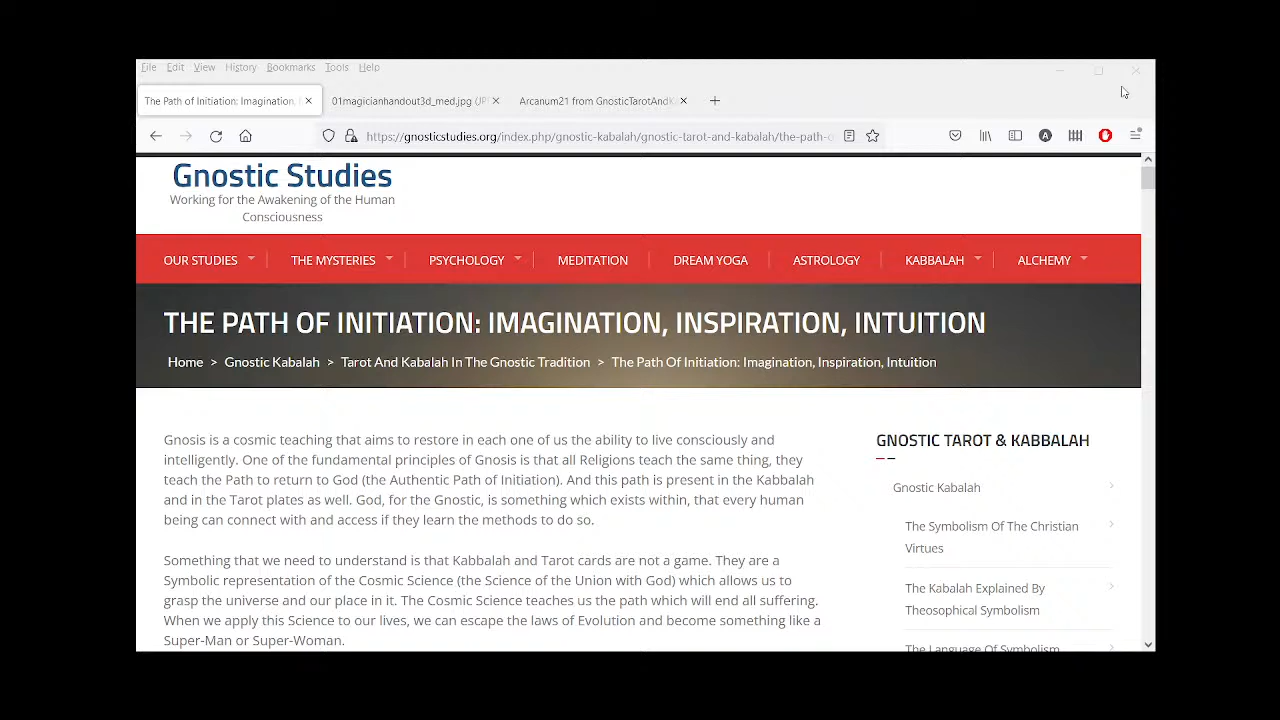 File Edit View History Bookmarks Tools Help
The Path of Initiation: Imagination,
01magicianhandout3d_med.jpg (JP
Arcanum21 from GnosticTarotAndK
https://gnosticstudies.org/index.php/gnostic-kabalah/gnostic-tarot-and-kabalah/the-path-o
Gnostic Studies
Working for the Awakening of the Human
Consciousness
OUR STUDIES THE MYSTERIES PSYCHOLOGY MEDITATION DREAM YOGA ASTROLOGY KABBALAH ALCHEMY
THE PATH OF INITIATION: IMAGINATION, INSPIRATION, INTUITION
Home > Gnostic Kabalah > Tarot And Kabalah In The Gnostic Tradition > The Path Of Initiation: Imagination, Inspiration, Intuition
Gnosis is a cosmic teaching that aims to restore in each one of us the ability to live consciously and
intelligently. One of the fundamental principles of Gnosis is that all Religions teach the same thing, they
teach the Path to return to God (the Authentic Path of Initiation). And this path is present in the Kabbalah
and in the Tarot plates as well. God, for the Gnostic, is something which exists within, that every human
being can connect with and access if they learn the methods to do so.
Something that we need to understand is that Kabbalah and Tarot cards are not a game. They are a
Symbolic representation of the Cosmic Science (the Science of the Union with God) which allows us to
grasp the universe and our place in it. The Cosmic Science teaches us the path which will end all suffering.
When we apply this Science to our lives, we can escape the laws of Evolution and become something like a
Super-Man or Super-Woman.
GNOSTIC TAROT & KABBALAH
Gnostic Kabalah
The Symbolism Of The Christian
Virtues
The Kabalah Explained By
Theosophical Symbolism
The Language Of Symbolism